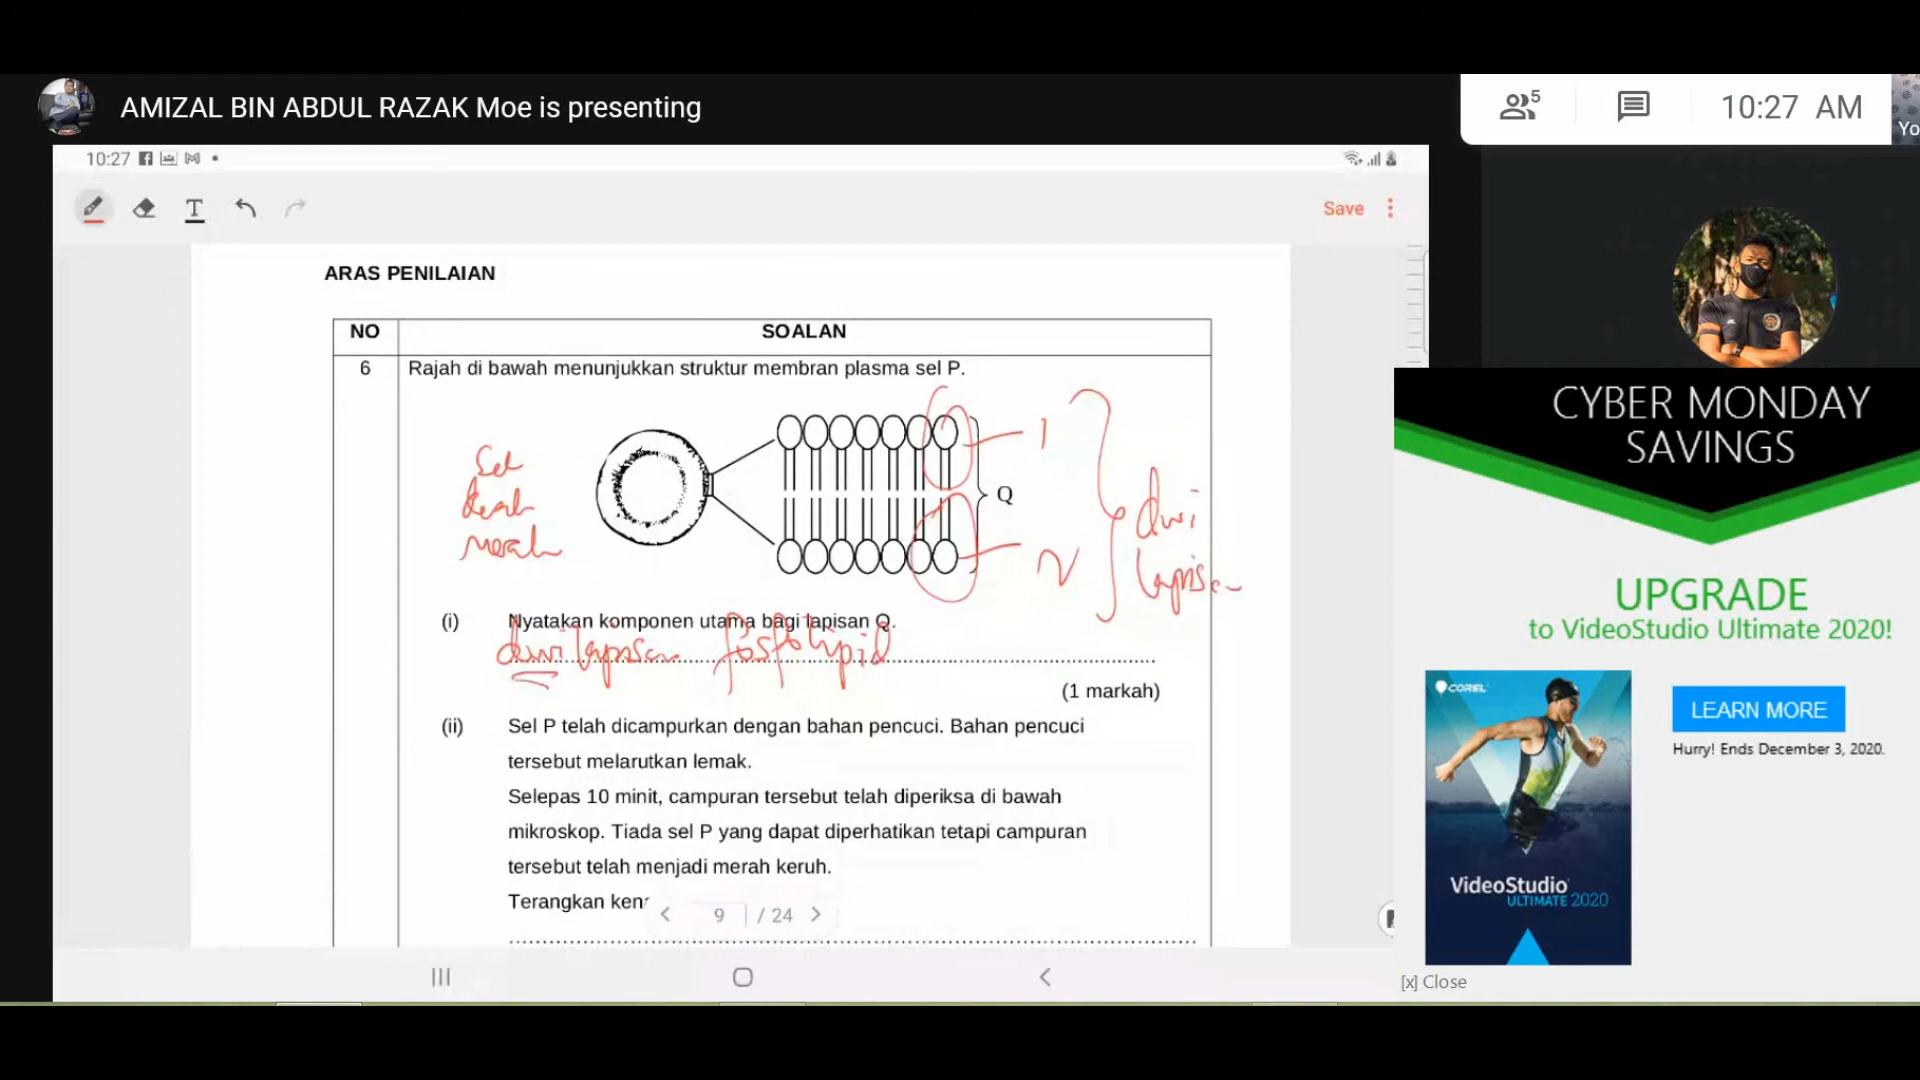 AMIZAL BIN ABDUL RAZAK Moe is presenting
5
10:27 AM
Yo
10:27
T
Save
ARAS PENILAIAN
NO
SOALAN
6
Rajah di bawah menunjukkan struktur membran plasma sel P.
Sel
darah
merah
Q
1
2
dwi
lapisan
(i)
Nyatakan komponen utama bagi lapisan Q.
dwilapisan fosfolipid
(1 markah)
(ii)
Sel P telah dicampurkan dengan bahan pencuci. Bahan pencuci
tersebut melarutkan lemak.
Selepas 10 minit, campuran tersebut telah diperiksa di bawah
mikroskop. Tiada sel P yang dapat diperhatikan tetapi campuran
tersebut telah menjadi merah keruh.
Terangkan kena
9 / 24
CYBER MONDAY
SAVINGS
UPGRADE
to VideoStudio Ultimate 2020!
COREL
VideoStudio
ULTIMATE 2020
LEARN MORE
Hurry! Ends December 3, 2020.
[x] Close